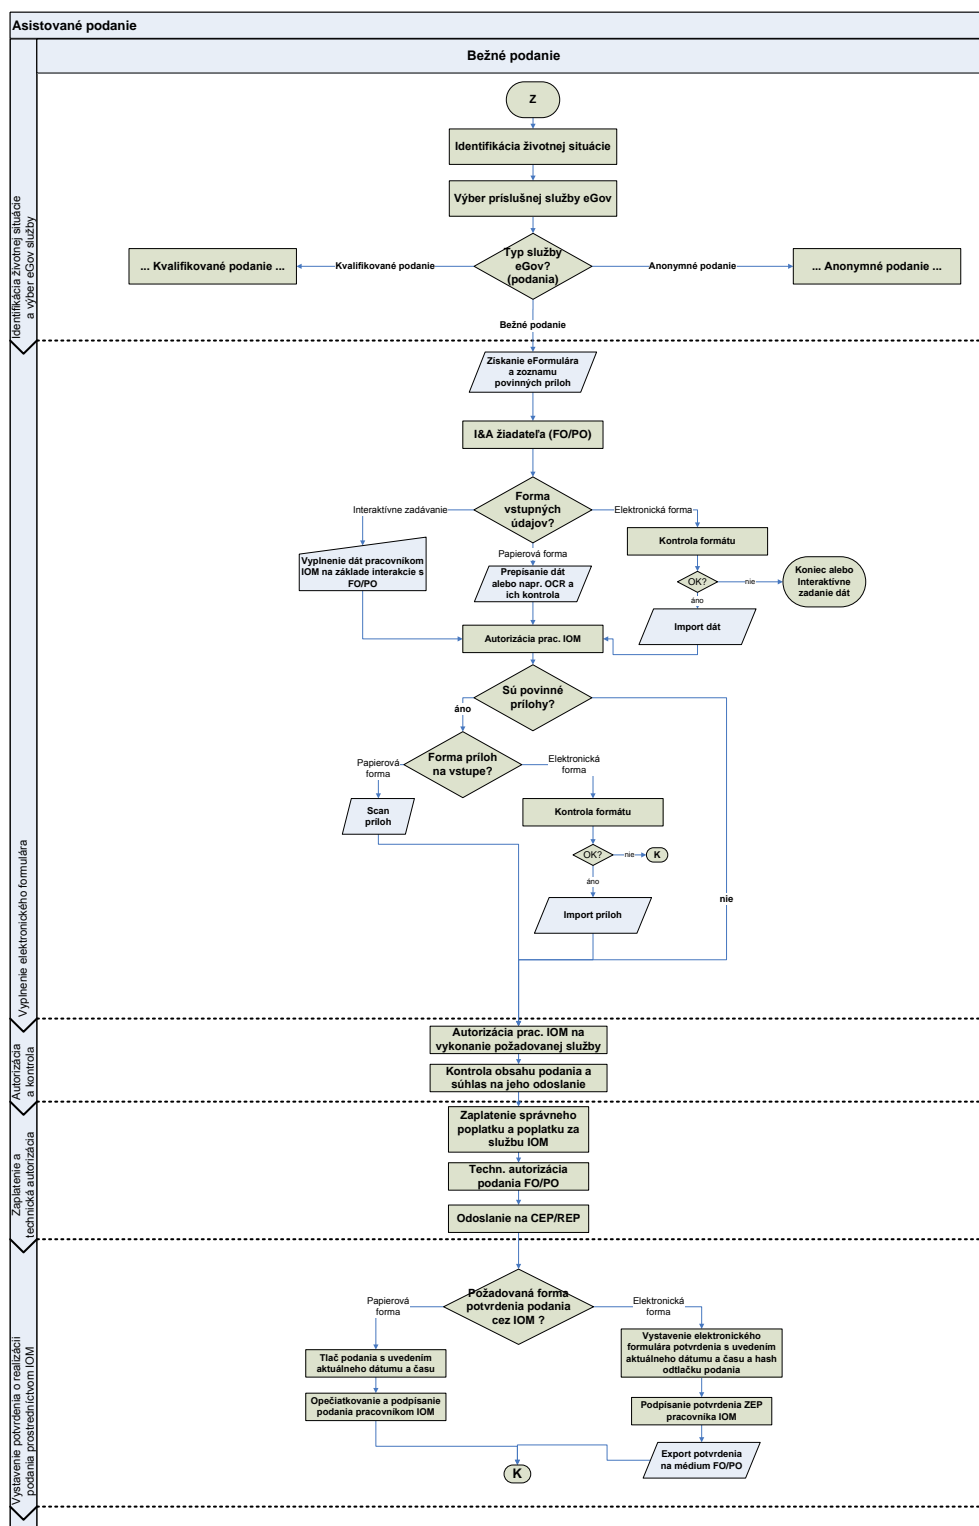 Asistované podanie
Bežné podanie
Identifikácia životnej situácie
a výber eGov služby
Z
Identifikácia životnej situácie
Výber príslušnej služby eGov
Typ služby
eGov?
(podania)
Kvalifikované podanie
... Kvalifikované podanie ...
Anonymné podanie
... Anonymné podanie ...
Bežné podanie
Vyplnenie elektronického formulára
Získanie eFormulára
a zoznamu
povinných príloh
I&A žiadateľa (FO/PO)
Forma
vstupných
údajov?
Interaktívne zadávanie
Vyplnenie dát pracovníkom
IOM na základe interakcie s
FO/PO
Papierová forma
Prepísanie dát
alebo napr. OCR a
ich kontrola
Elektronická forma
Kontrola formátu
OK?
nie
Koniec alebo
Interaktívne
zadanie dát
áno
Import dát
Autorizácia prac. IOM
Sú povinné
prílohy?
áno
nie
Forma príloh
na vstupe?
Papierová
forma
Scan
príloh
Elektronická
forma
Kontrola formátu
OK?
nie
K
áno
Import príloh
Autorizácia
a kontrola
Autorizácia prac. IOM na
vykonanie požadovanej služby
Kontrola obsahu podania a
súhlas na jeho odoslanie
Zaplatenie a
technická autorizácia
Zaplatenie správneho
poplatku a poplatku za
službu IOM
Techn. autorizácia
podania FO/PO
Odoslanie na CEP/REP
Vystavenie potvrdenia o realizácii
podania prostredníctvom IOM
Požadovaná forma
potvrdenia podania
cez IOM ?
Papierová
forma
Tlač podania s uvedením
aktuálneho dátumu a času
Opečiatkovanie a podpísanie
podania pracovníkom IOM
Elektronická
forma
Vystavenie elektronického
formulára potvrdenia s uvedením
aktuálneho dátumu a času a hash
odtlačku podania
Podpísanie potvrdenia ZEP
pracovníka IOM
Export potvrdenia
na médium FO/PO
K